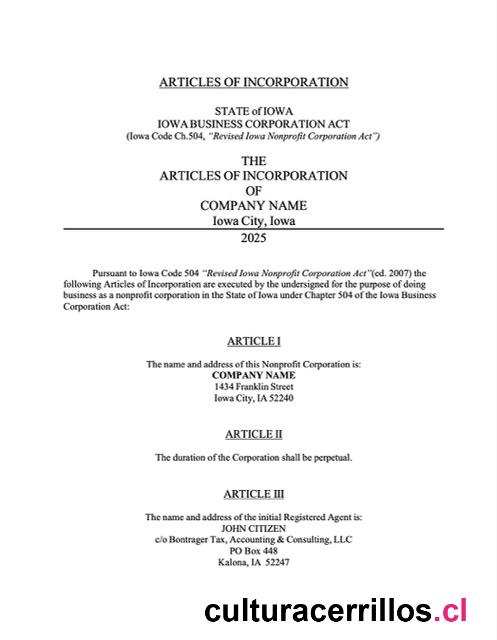 ARTICLES OF INCORPORATION
STATE of IOWA
IOWA BUSINESS CORPORATION ACT
(Iowa Code Ch.504, “Revised Iowa Nonprofit Corporation Act”)
THE
ARTICLES OF INCORPORATION
OF
COMPANY NAME
Iowa City, Iowa
2025
Pursuant to Iowa Code 504 “Revised Iowa Nonprofit Corporation Act”(ed. 2007) the
following Articles of Incorporation are executed by the undersigned for the purpose of doing
business as a nonprofit corporation in the State of Iowa under Chapter 504 of the Iowa Business
Corporation Act:
ARTICLE I
The name and address of this Nonprofit Corporation is:
COMPANY NAME
1434 Franklin Street
Iowa City, IA 52240
ARTICLE II
The duration of the Corporation shall be perpetual.
ARTICLE III
The name and address of the initial Registered Agent is:
JOHN CITIZEN
c/o Bontrager Tax, Accounting & Consulting, LLC
PO Box 448
Kalona, IA 52247
culturacerrillos.cl